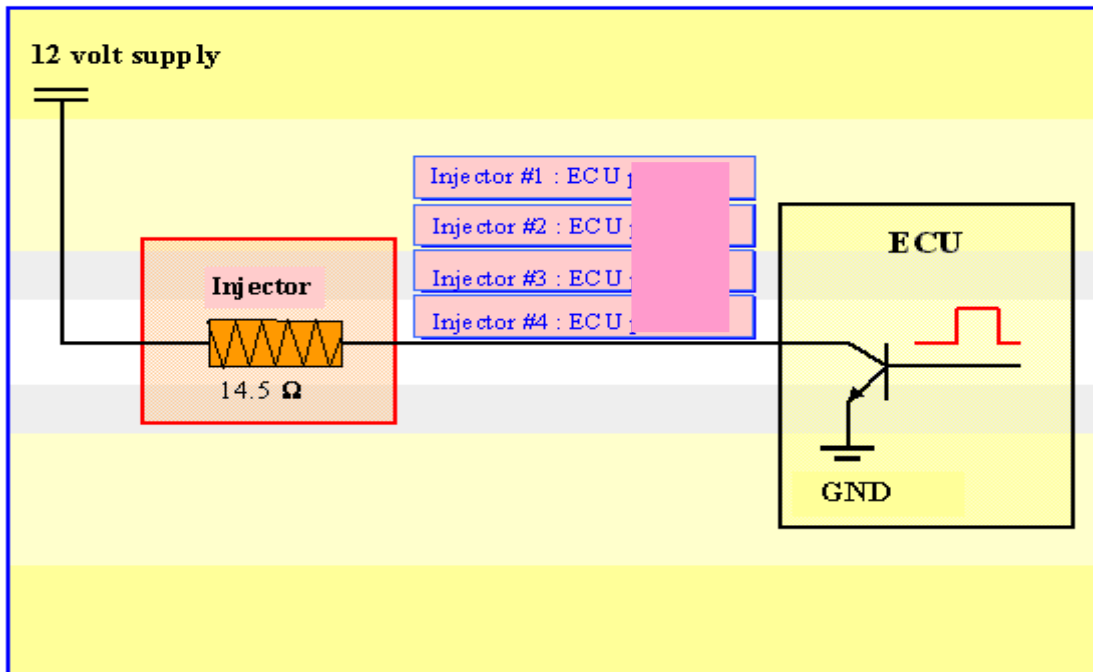 12 volt supply
Injector #1 : ECU
Injector #2 : ECU
Injector #3 : ECU
Injector #4 : ECU
ECU
Injector
14.5 Ω
GND